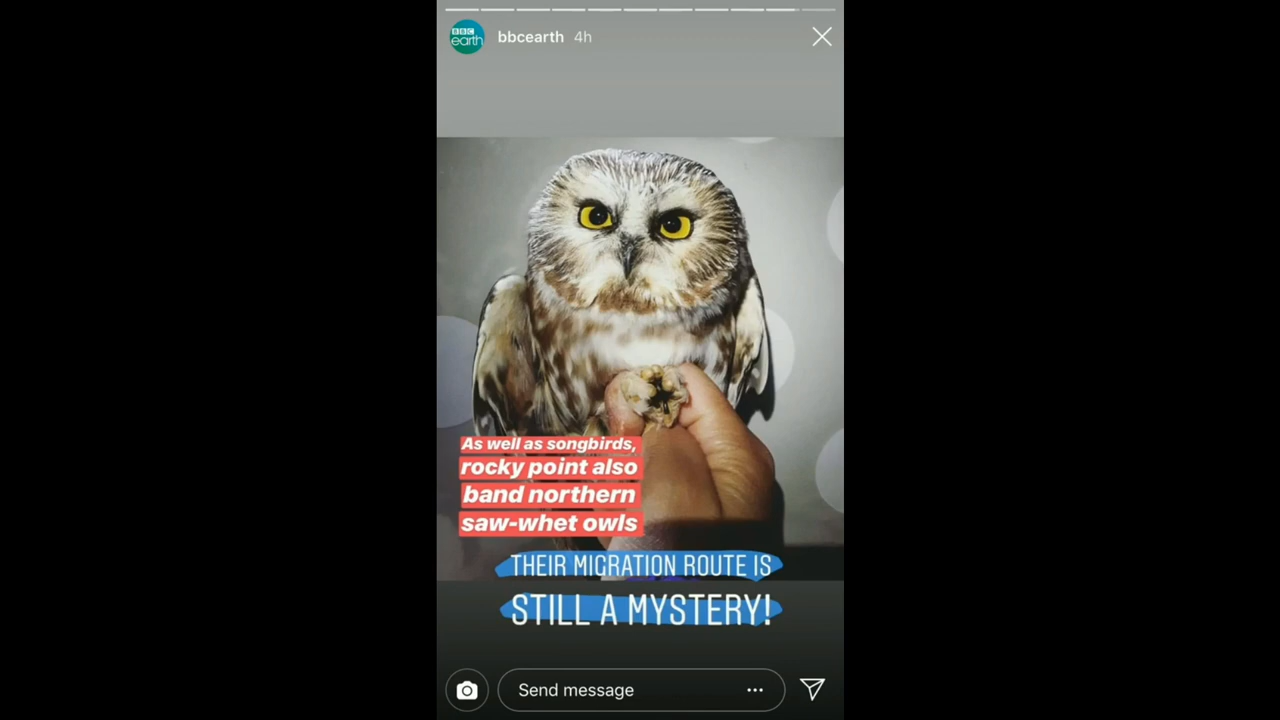 BBC
earth
bbcearth 4h
As well as songbirds,
rocky point also
band northern
saw-whet owls
THEIR MIGRATION ROUTE IS
STILL A MYSTERY!
Send message